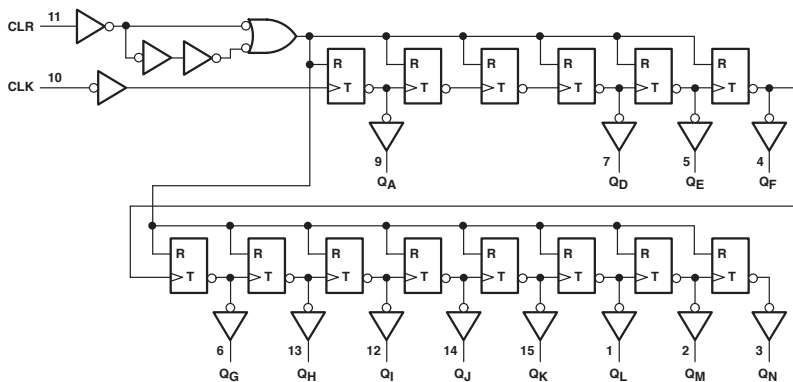 CLR 11
CLK 10
R R R R R R
T T T T T T
9 7 5 4
QA QD QE QF
R R R R R R R R
T T T T T T T T
6 13 12 14 15 1 2 3
QG QH QI QJ QK QL QM QN